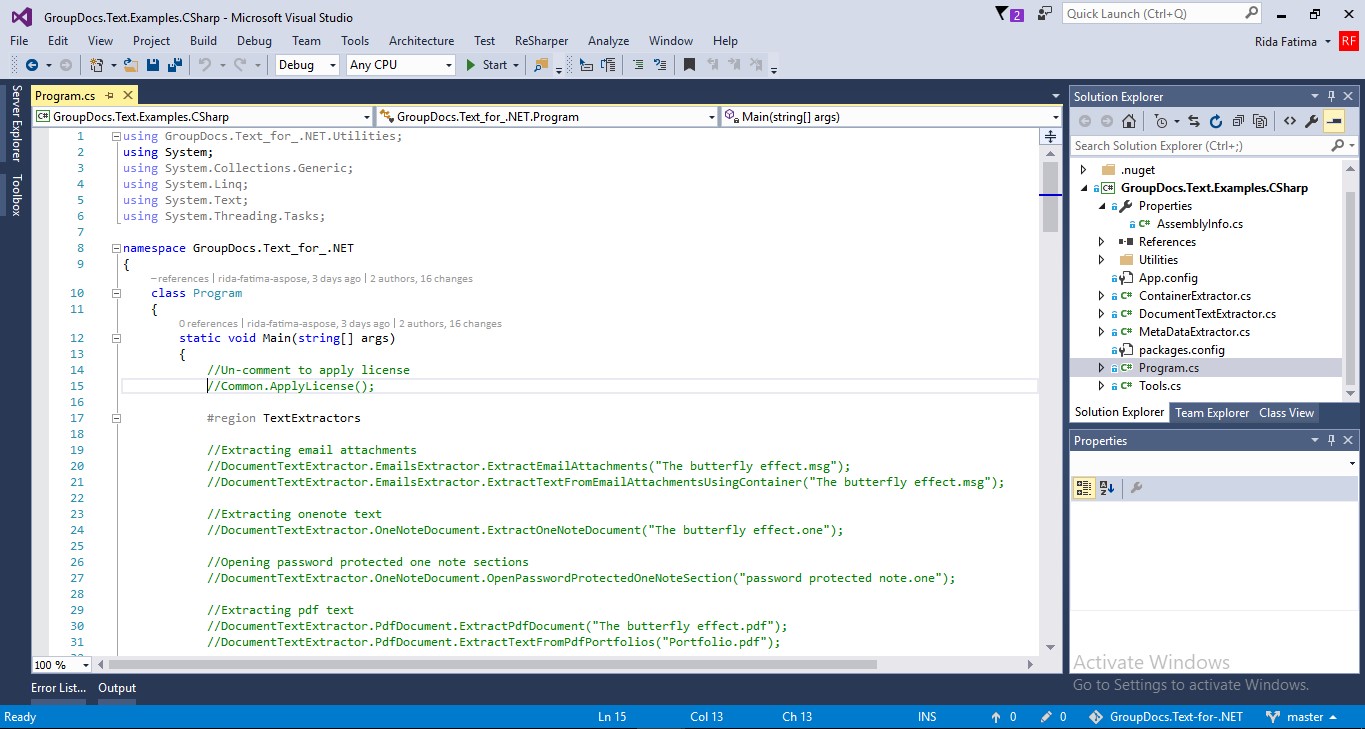 GroupDocs.Text.Examples.CSharp - Microsoft Visual Studio
2
Quick Launch (Ctrl+Q)
File Edit View Project Build Debug Team Tools Architecture Test ReSharper Analyze Window Help
Rida Fatima RF
Debug Any CPU Start
Server Explorer
Toolbox
Program.cs
GroupDocs.Text.Examples.CSharp GroupDocs.Text_for_.NET.Program Main(string[] args)
1 using GroupDocs.Text_for_.NET.Utilities;
2 using System;
3 using System.Collections.Generic;
4 using System.Linq;
5 using System.Text;
6 using System.Threading.Tasks;
7
8 namespace GroupDocs.Text_for_.NET
9 {
– references | rida-fatima-aspose, 3 days ago | 2 authors, 16 changes
10 class Program
11 {
0 references | rida-fatima-aspose, 3 days ago | 2 authors, 16 changes
12 static void Main(string[] args)
13 {
14 //Un-comment to apply license
15 //Common.ApplyLicense();
16
17 #region TextExtractors
18
19 //Extracting email attachments
20 //DocumentTextExtractor.EmailsExtractor.ExtractEmailAttachments("The butterfly effect.msg");
21 //DocumentTextExtractor.EmailsExtractor.ExtractTextFromEmailAttachmentsUsingContainer("The butterfly effect.msg");
22
23 //Extracting onenote text
24 //DocumentTextExtractor.OneNoteDocument.ExtractOneNoteDocument("The butterfly effect.one");
25
26 //Opening password protected one note sections
27 //DocumentTextExtractor.OneNoteDocument.OpenPasswordProtectedOneNoteSection("password protected note.one");
28
29 //Extracting pdf text
30 //DocumentTextExtractor.PdfDocument.ExtractPdfDocument("The butterfly effect.pdf");
31 //DocumentTextExtractor.PdfDocument.ExtractTextFromPdfPortfolios("Portfolio.pdf");
100 %
Solution Explorer
Search Solution Explorer (Ctrl+;)
.nuget
C# GroupDocs.Text.Examples.CSharp
Properties
C# AssemblyInfo.cs
References
Utilities
App.config
C# ContainerExtractor.cs
C# DocumentTextExtractor.cs
C# MetaDataExtractor.cs
packages.config
C# Program.cs
C# Tools.cs
Solution Explorer Team Explorer Class View
Properties
Activate Windows
Go to Settings to activate Windows.
Error List... Output
Ready Ln 15 Col 13 Ch 13 INS 0 0 GroupDocs.Text-for-.NET master